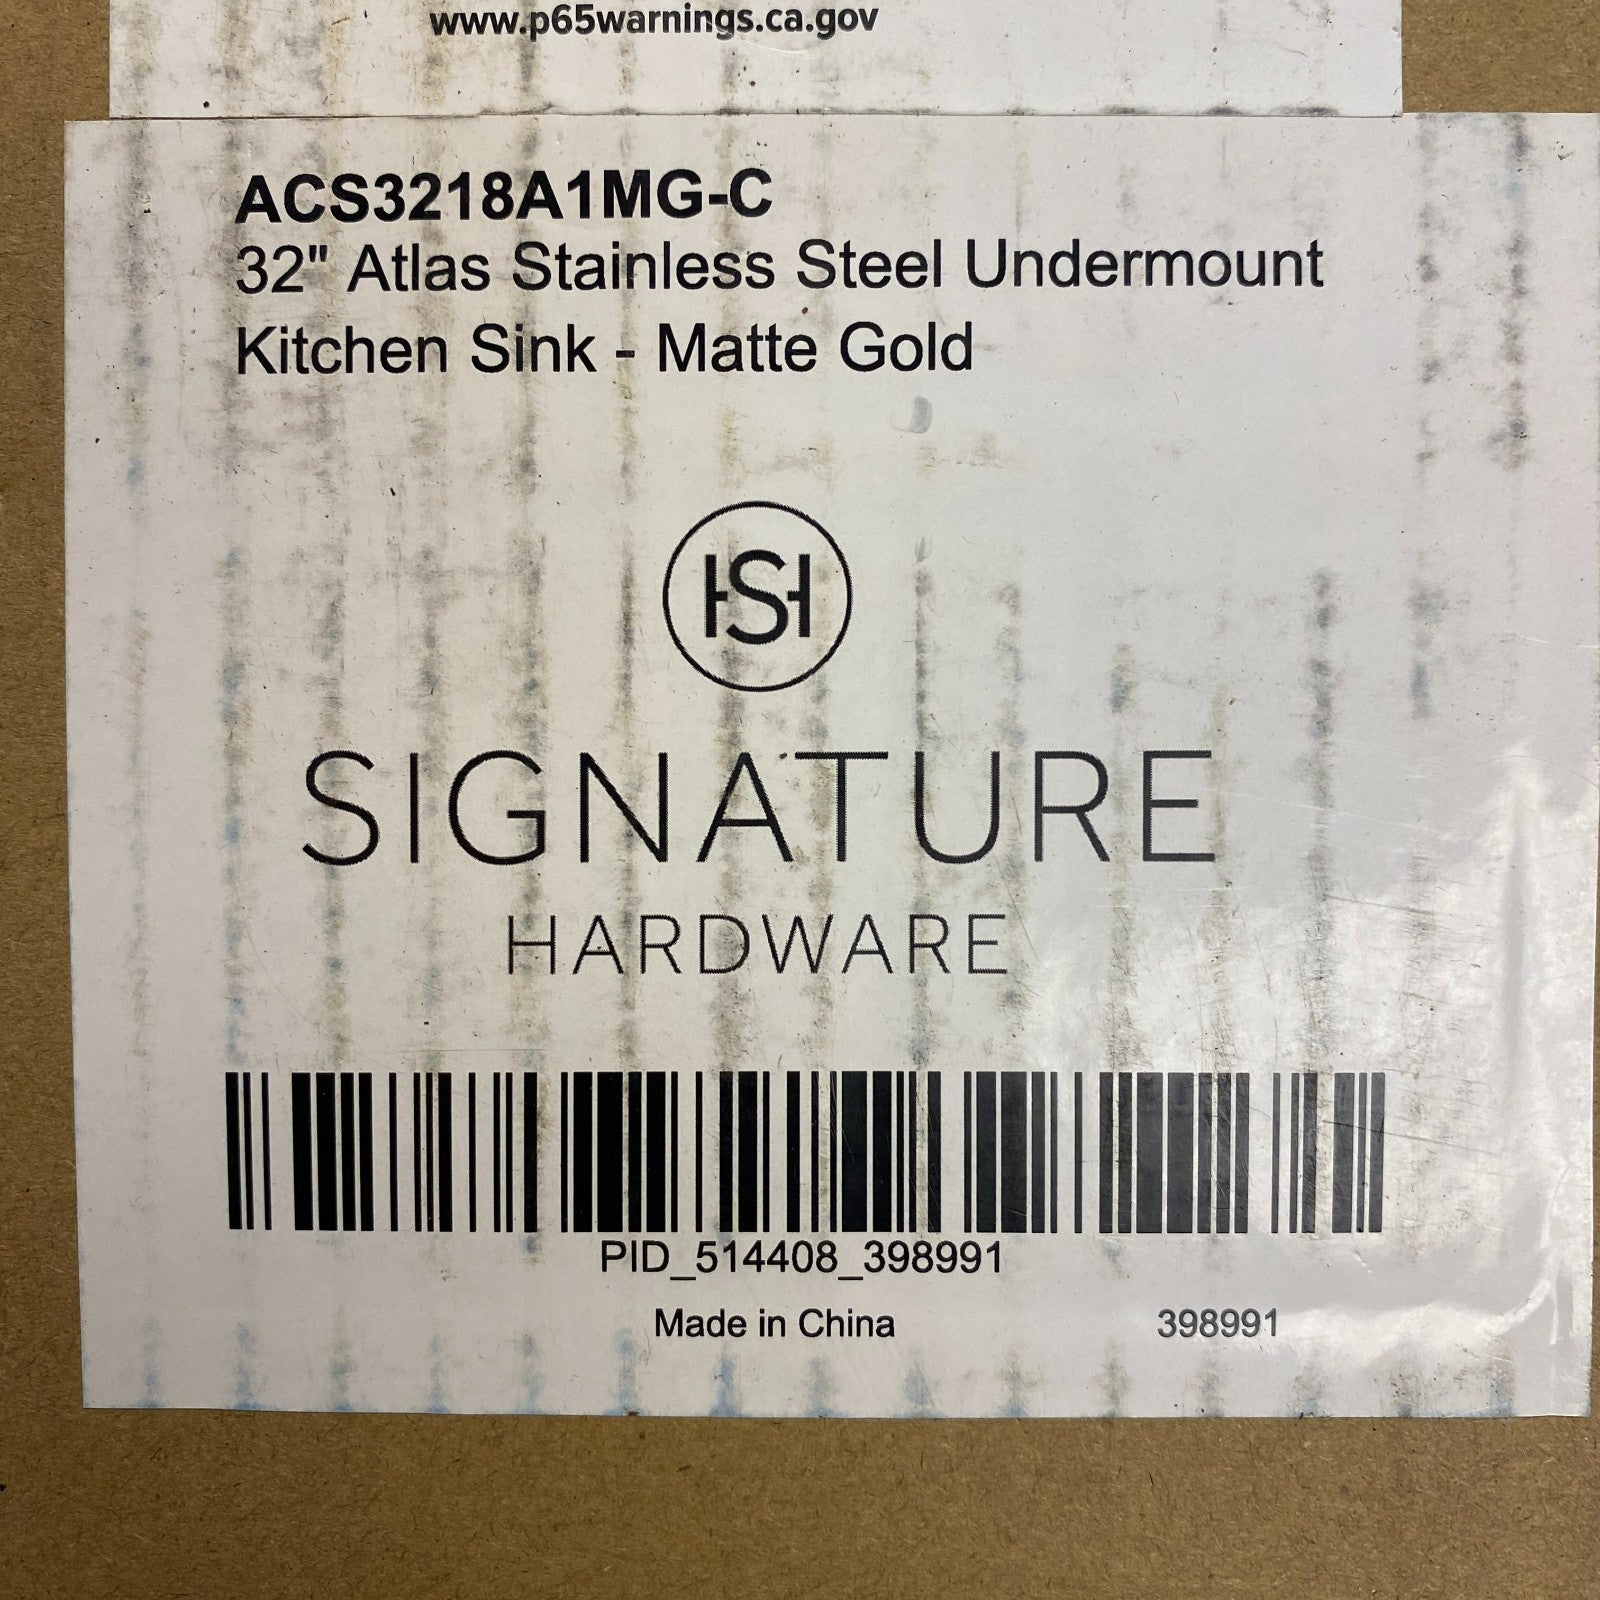 www.p65warnings.ca.gov
ACS3218A1MG-C
32" Atlas Stainless Steel Undermount
Kitchen Sink - Matte Gold
HSH
SIGNATURE
HARDWARE
PID_514408_398991
Made in China 398991